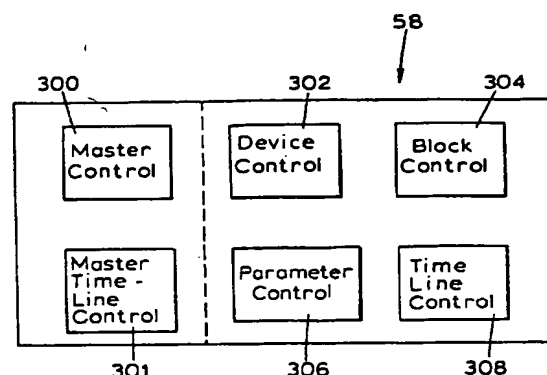 58
300
302
304
Master
Control
Device
Control
Block
Control
Master
Time -
Line
Control
Parameter
Control
Time
Line
Control
301
306
308